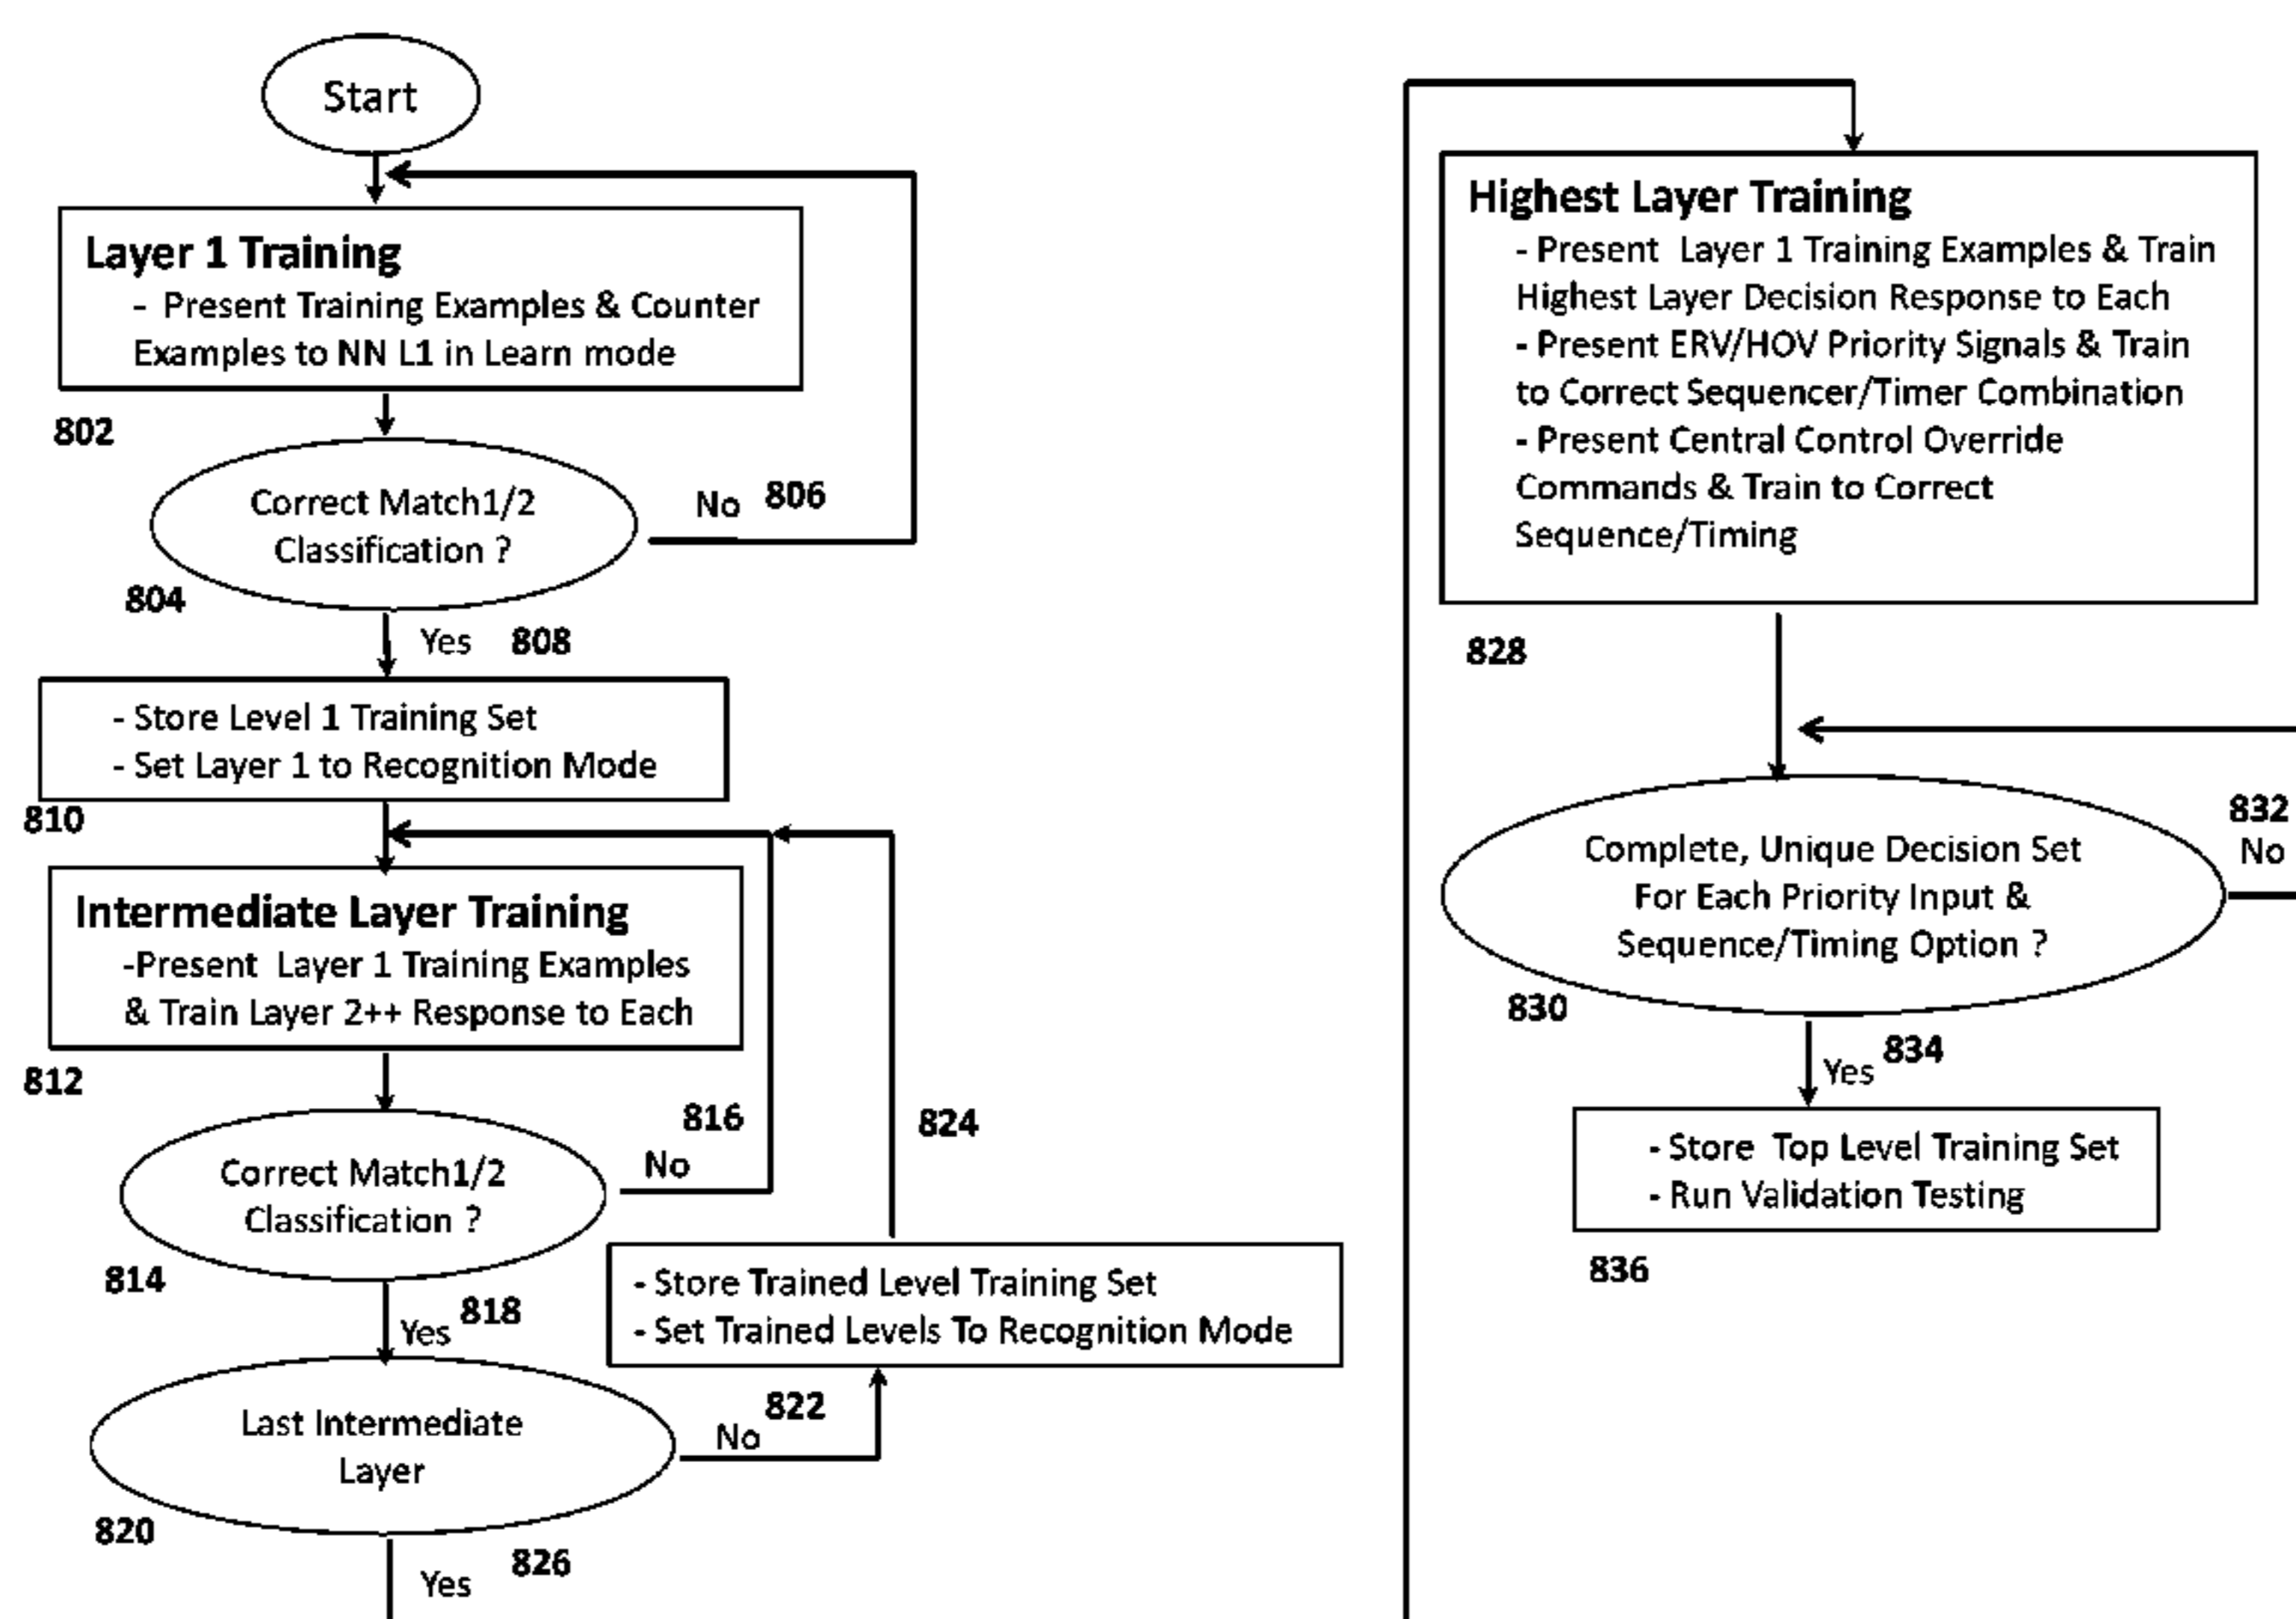 Start
Layer 1 Training
- Present Training Examples & Counter
Examples to NN L1 in Learn mode
802
Correct Match1/2
Classification ?
No 806
804
Yes 808
- Store Level 1 Training Set
- Set Layer 1 to Recognition Mode
810
Intermediate Layer Training
-Present Layer 1 Training Examples
& Train Layer 2++ Response to Each
812
816
No
824
Correct Match1/2
Classification ?
814
Yes 818
- Store Trained Level Training Set
- Set Trained Levels To Recognition Mode
822
No
Last Intermediate
Layer
820
826
Yes
Highest Layer Training
- Present Layer 1 Training Examples & Train
Highest Layer Decision Response to Each
- Present ERV/HOV Priority Signals & Train
to Correct Sequencer/Timer Combination
- Present Central Control Override
Commands & Train to Correct
Sequence/Timing
828
832
No
Complete, Unique Decision Set
For Each Priority Input &
Sequence/Timing Option ?
830
834
Yes
- Store Top Level Training Set
- Run Validation Testing
836